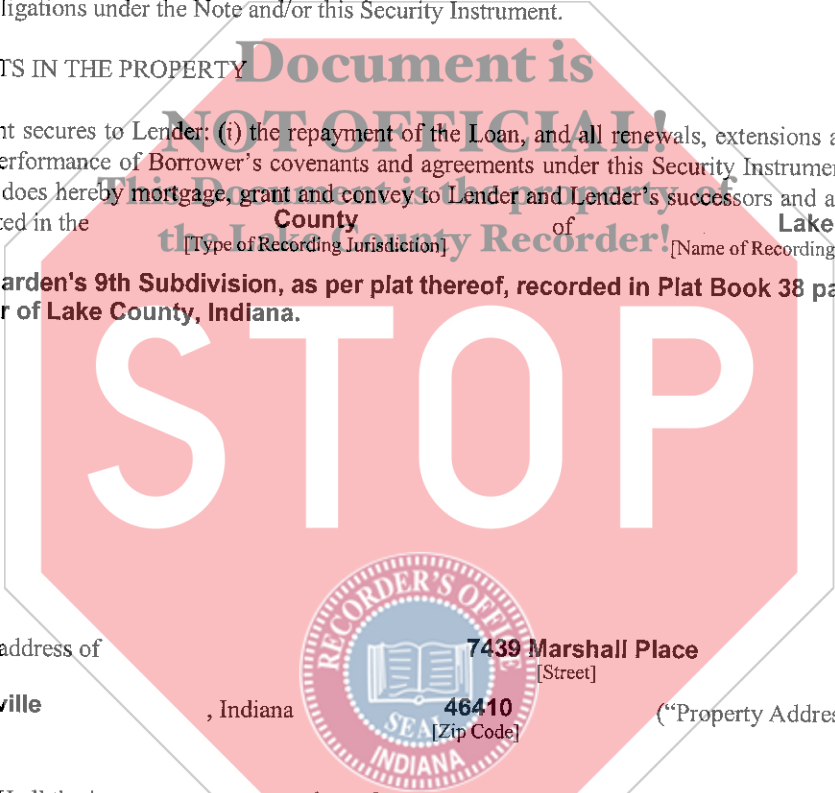 ligations under the Note and/or this Security Instrument.
TS IN THE PROPERTY
Document is
NOT OFFICIAL!
nt secures to Lender: (i) the repayment of the Loan, and all renewals, extensions a
erformance of Borrower's covenants and agreements under this Security Instrumen
This Document is the property of
does hereby mortgage, grant and convey to Lender and Lender's successors and a
ted in the County of Lake
the Lake County Recorder!
[Type of Recording Jurisdiction] [Name of Recording
arden's 9th Subdivision, as per plat thereof, recorded in Plat Book 38 pa
r of Lake County, Indiana.
STOP
RECORDER'S OFFICE
address of 7439 Marshall Place
[Street]
ville , Indiana 46410 ("Property Addres
SEAL
[Zip Code]
INDIANA